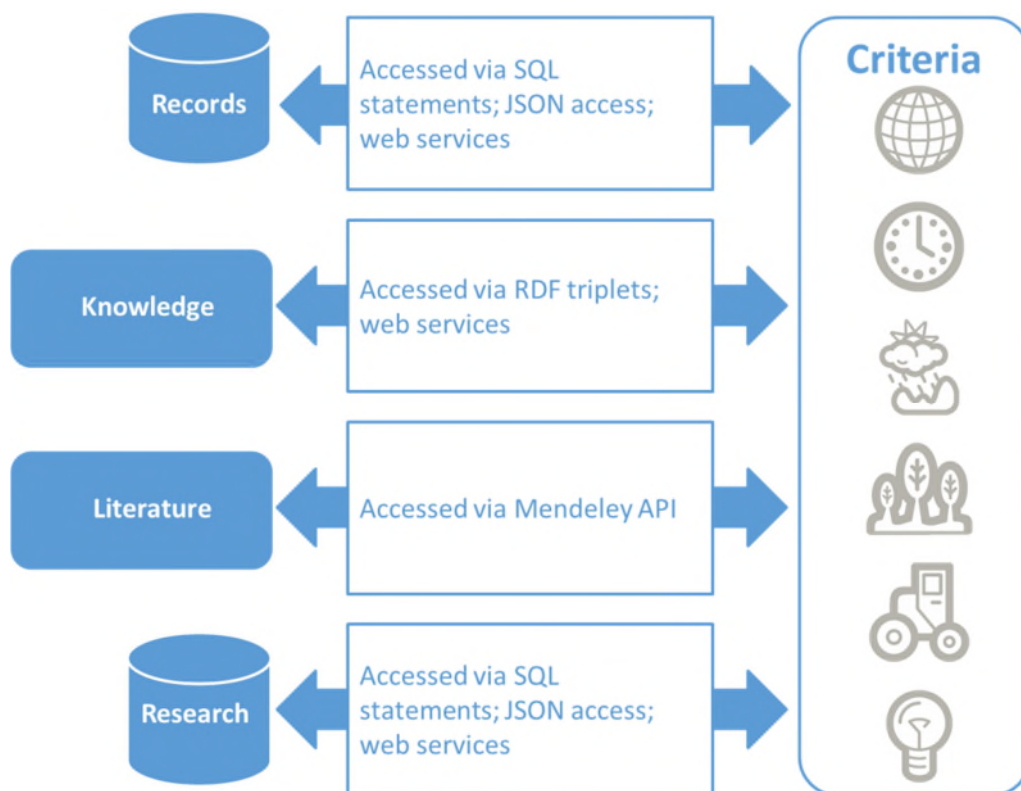 Criteria
Records
Accessed via SQL
statements; JSON access;
web services
Knowledge
Accessed via RDF triplets;
web services
Literature
Accessed via Mendeley API
Research
Accessed via SQL
statements; JSON access;
web services